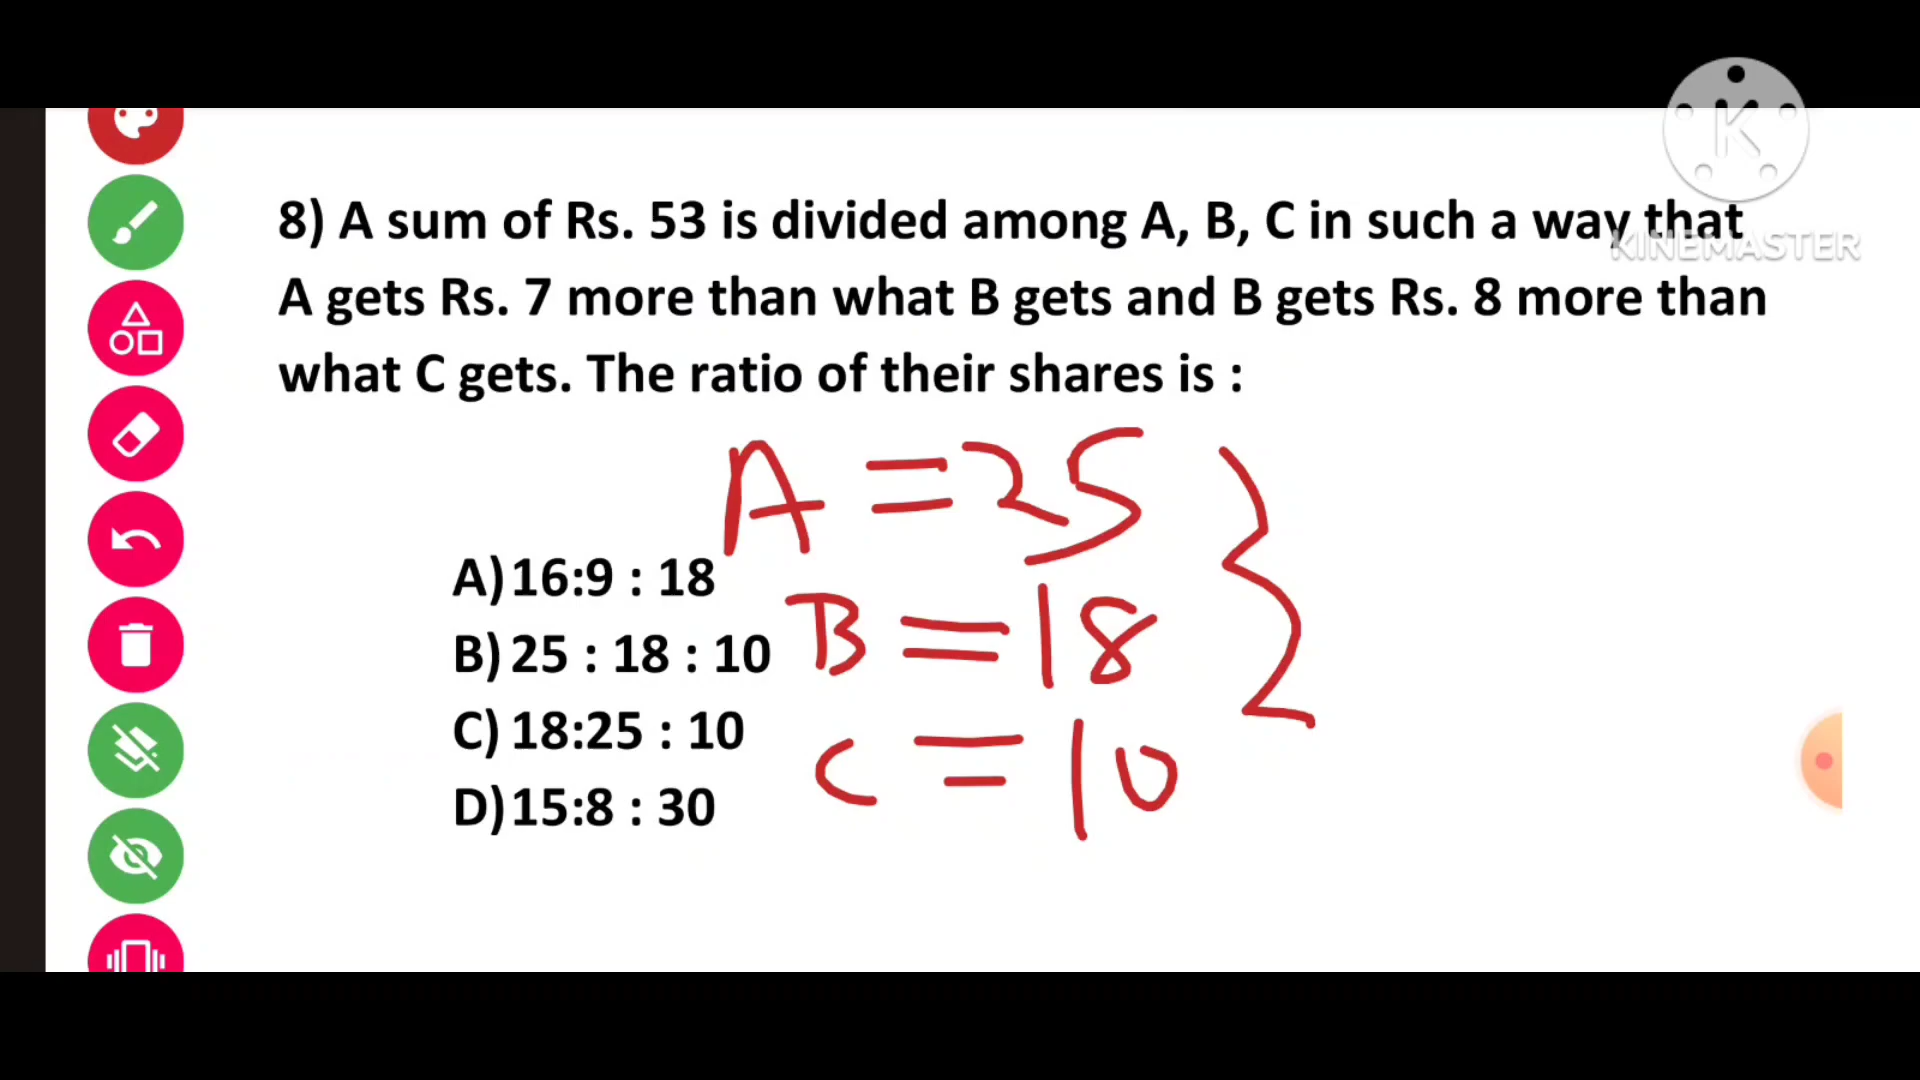 K
KINEMASTER
8) A sum of Rs. 53 is divided among A, B, C in such a way that
A gets Rs. 7 more than what B gets and B gets Rs. 8 more than
what C gets. The ratio of their shares is :
A = 25
A) 16:9 : 18
B = 18
B) 25 : 18 : 10
C) 18:25 : 10
C = 10
D) 15:8 : 30